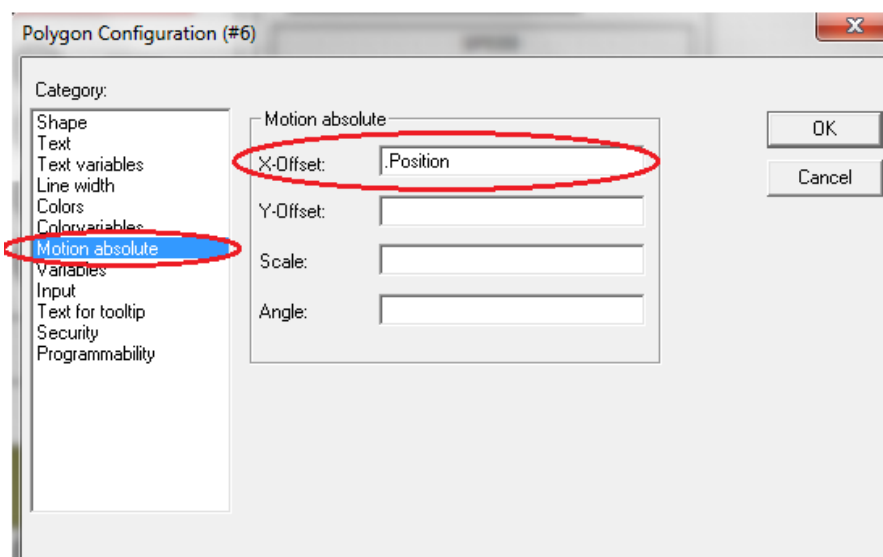 Polygon Configuration (#6)
X
Category:
Shape
Text
Text variables
Line width
Colors
Colorvariables
Motion absolute
Variables
Input
Text for tooltip
Security
Programmability
Motion absolute
X-Offset: .Position
Y-Offset:
Scale:
Angle:
OK
Cancel